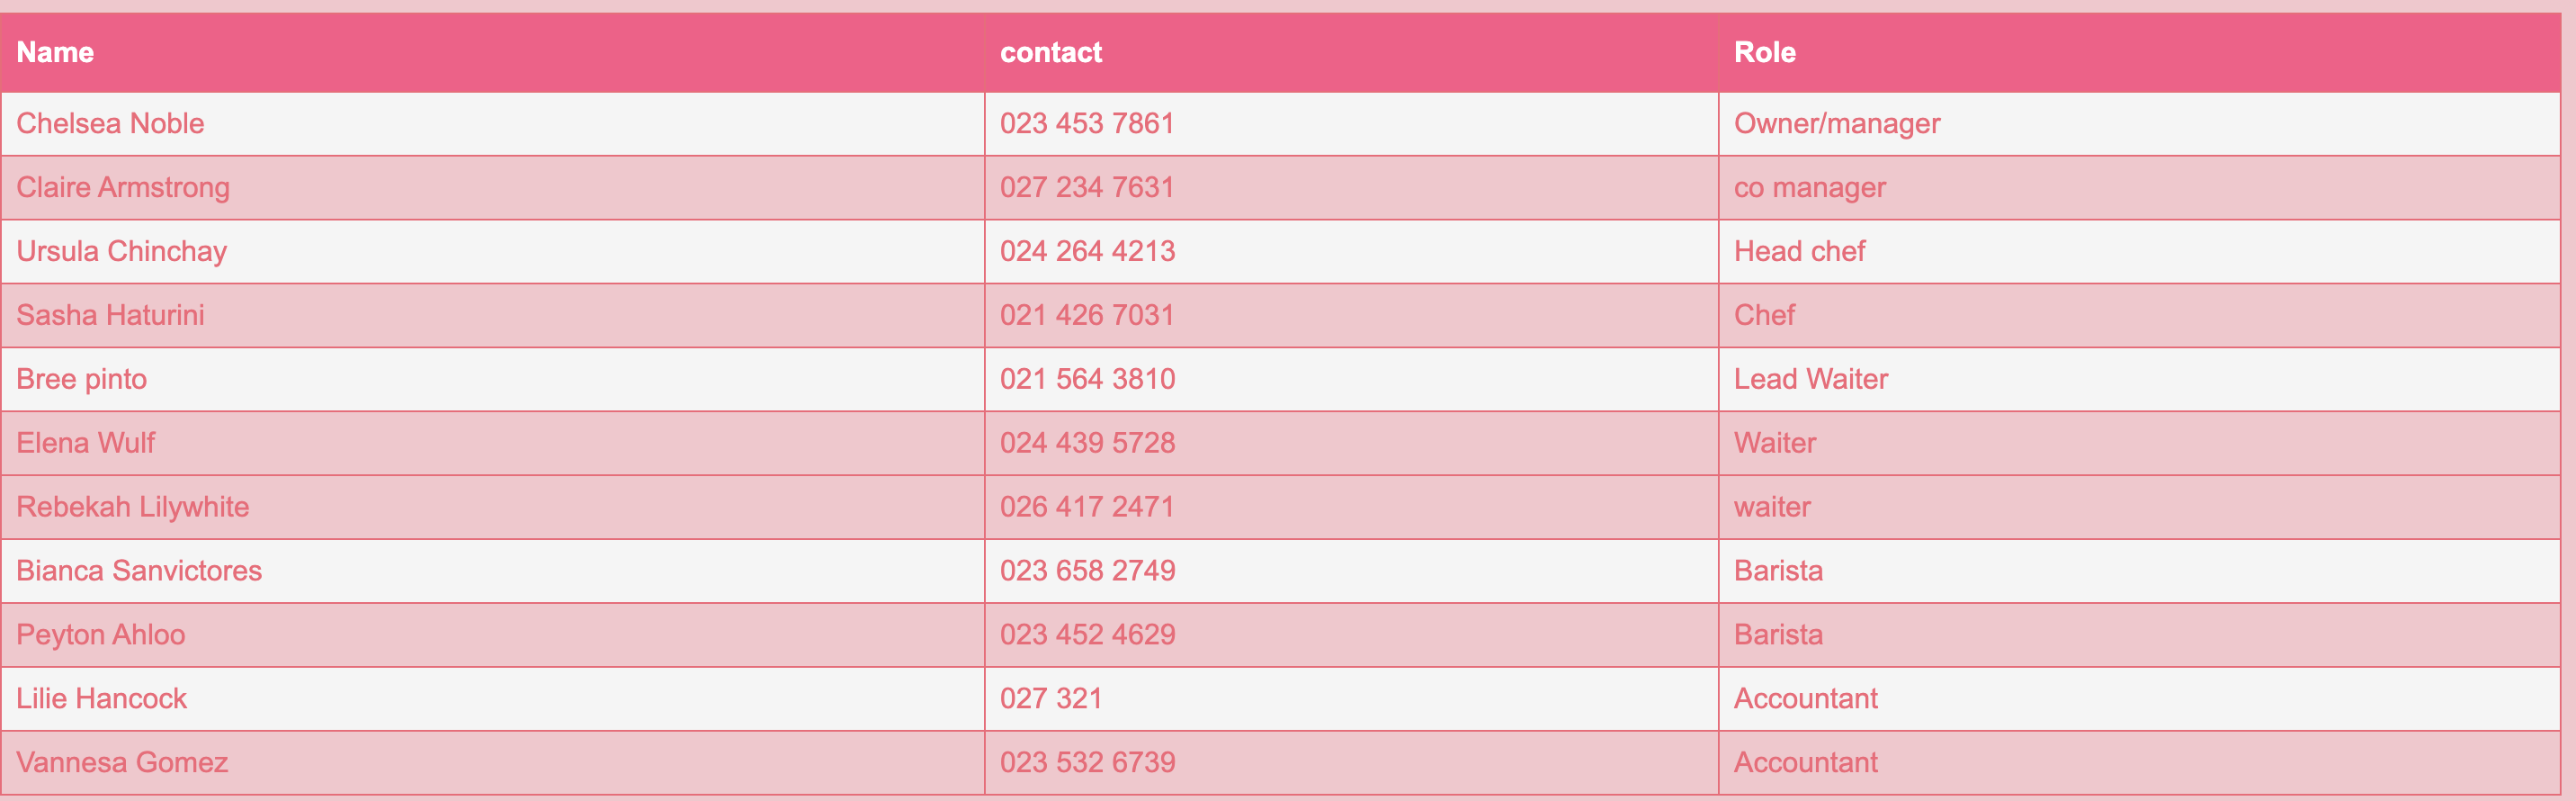 Name contact Role
Chelsea Noble 023 453 7861 Owner/manager
Claire Armstrong 027 234 7631 co manager
Ursula Chinchay 024 264 4213 Head chef
Sasha Haturini 021 426 7031 Chef
Bree pinto 021 564 3810 Lead Waiter
Elena Wulf 024 439 5728 Waiter
Rebekah Lilywhite 026 417 2471 waiter
Bianca Sanvictores 023 658 2749 Barista
Peyton Ahloo 023 452 4629 Barista
Lilie Hancock 027 321 Accountant
Vannesa Gomez 023 532 6739 Accountant